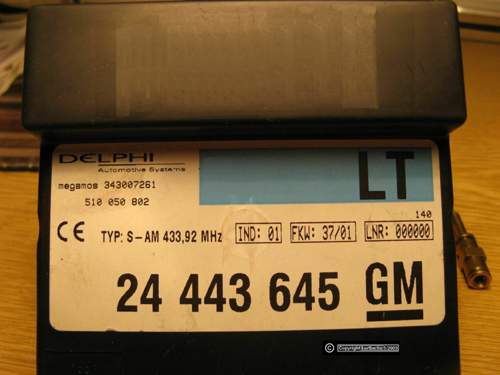 DELPHI
Automotive Systems
LT
megamos 343007261
510 050 802
140
CE TYP: S-AM 433,92 MHz IND: 01 FKW: 37/01 LNR: 000000
24 443 645 GM